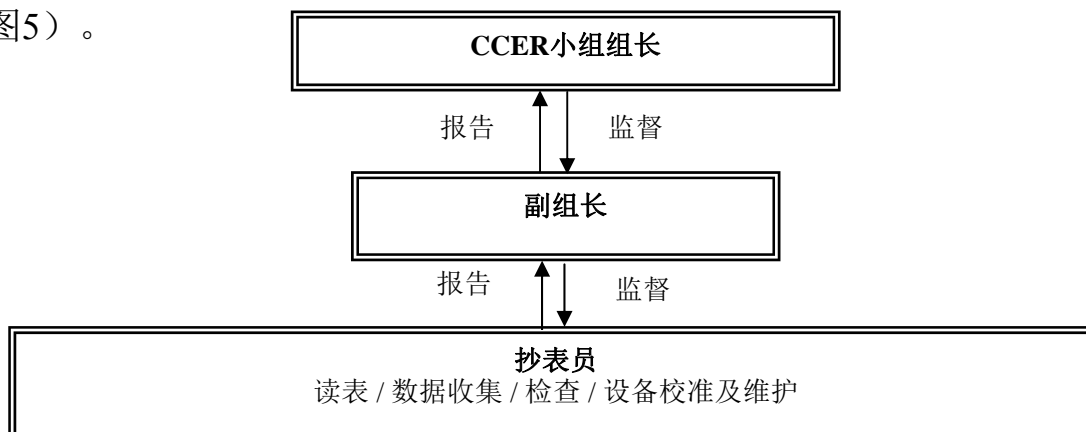 图5）。
CCER小组组长
报告 监督
副组长
报告 监督
抄表员
读表 / 数据收集 / 检查 / 设备校准及维护